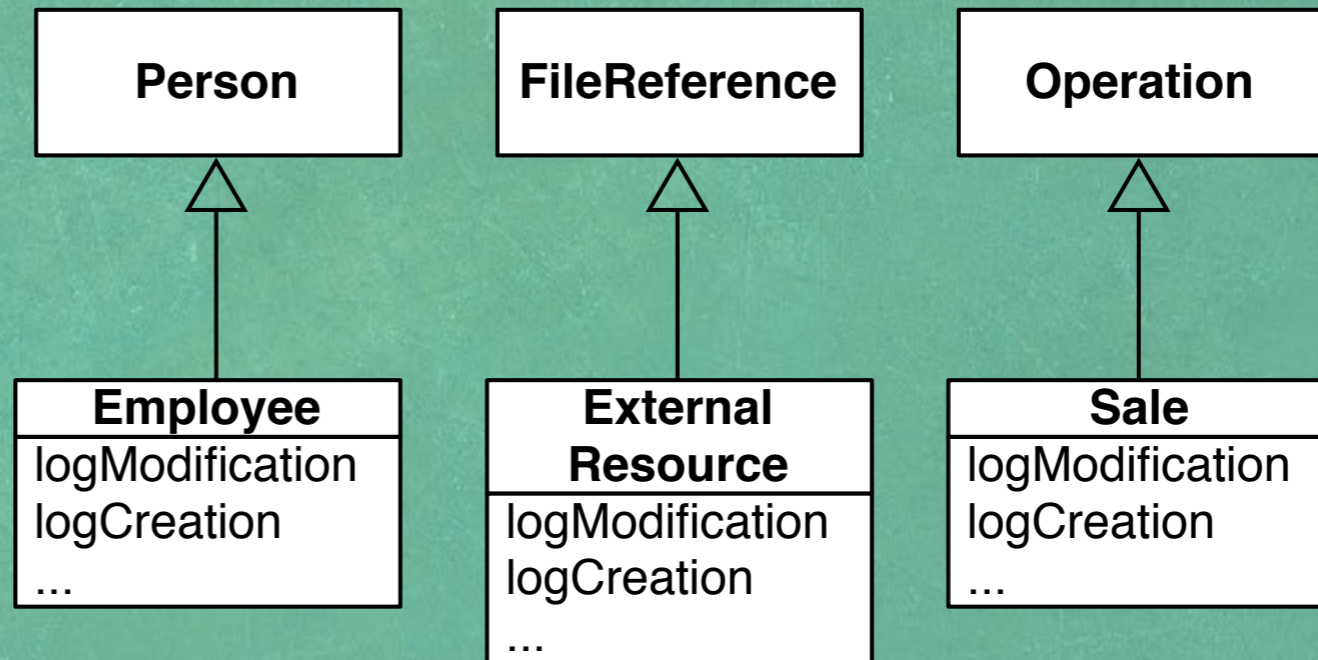 Person
FileReference
Operation
Employee
logModification
logCreation
...
External
Resource
logModification
logCreation
...
Sale
logModification
logCreation
...